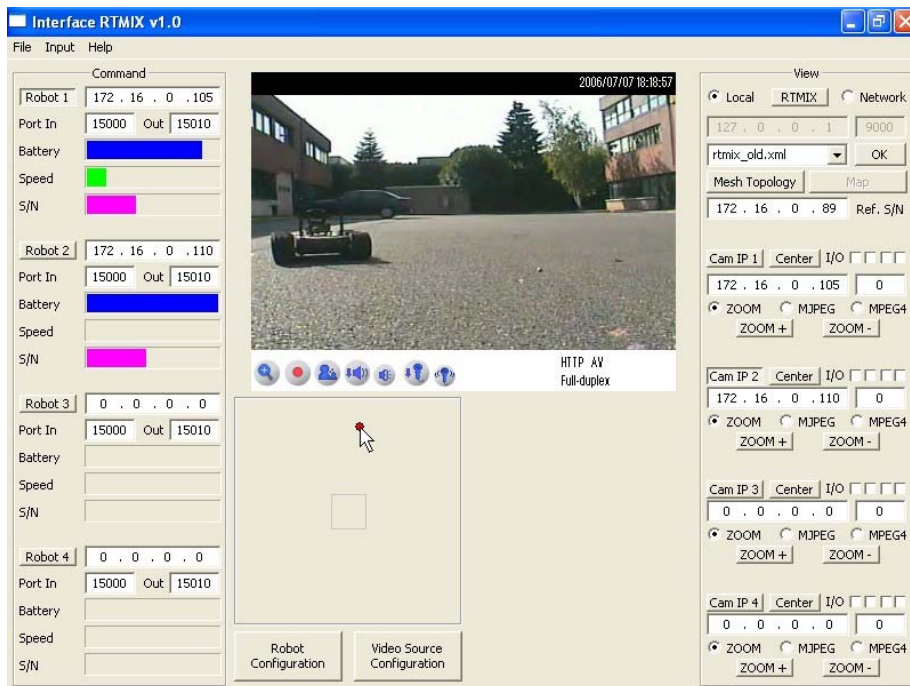 Interface RTMIX v1.0
File Input Help
Command
Robot 1 172 . 16 . 0 .105
Port In 15000 Out 15010
Battery
Speed
S/N
Robot 2 172 . 16 . 0 .110
Port In 15000 Out 15010
Battery
Speed
S/N
Robot 3 0 . 0 . 0 . 0
Port In 15000 Out 15010
Battery
Speed
S/N
Robot 4 0 . 0 . 0 . 0
Port In 15000 Out 15010
Battery
Speed
S/N
2006/07/07 18:18:57
HTTP AV
Full-duplex
Robot
Configuration
Video Source
Configuration
View
Local RTMIX Network
127 . 0 . 0 . 1 9000
rtmix_old.xml OK
Mesh Topology Map
172 . 16 . 0 . 89 Ref. S/N
Cam IP 1 Center I/O
172 . 16 . 0 .105 0
ZOOM MJPEG MPEG4
ZOOM + ZOOM -
Cam IP 2 Center I/O
172 . 16 . 0 .110 0
ZOOM MJPEG MPEG4
ZOOM + ZOOM -
Cam IP 3 Center I/O
0 . 0 . 0 . 0 0
ZOOM MJPEG MPEG4
ZOOM + ZOOM -
Cam IP 4 Center I/O
0 . 0 . 0 . 0 0
ZOOM MJPEG MPEG4
ZOOM + ZOOM -